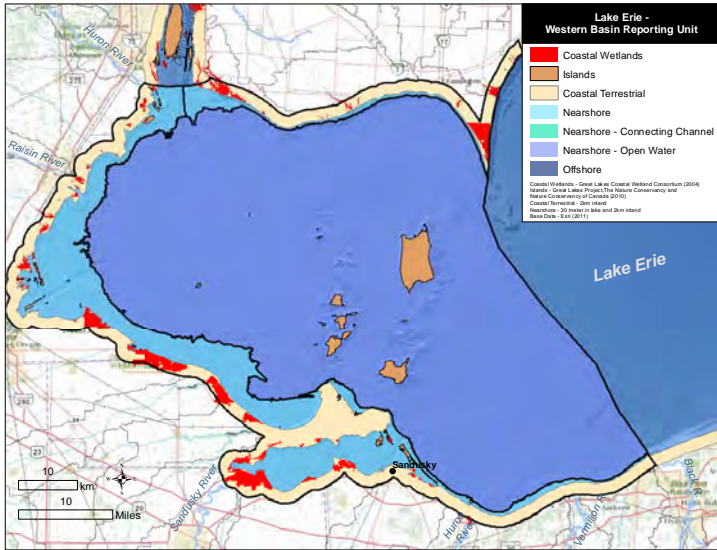 Lake Erie -
Western Basin Reporting Unit
Coastal Wetlands
Islands
Coastal Terrestrial
Nearshore
Nearshore - Connecting Channel
Nearshore - Open Water
Offshore
Coastal Wetlands - Great Lakes Coastal Wetland Consortium (2004)
Islands - Great Lakes Project,The Nature Conservancy and
Nature Conservancy of Canada (2010)
Coastal Terrestrial - 2km inland
Nearshore - 30 meter in lake and 2km inland
Base Data - Esri (2011)
Huron River
Raisin River
Lake Erie
Sandusky
Sandusky River
Huron
River
Vermilion R
Black R
10
km
10
Miles